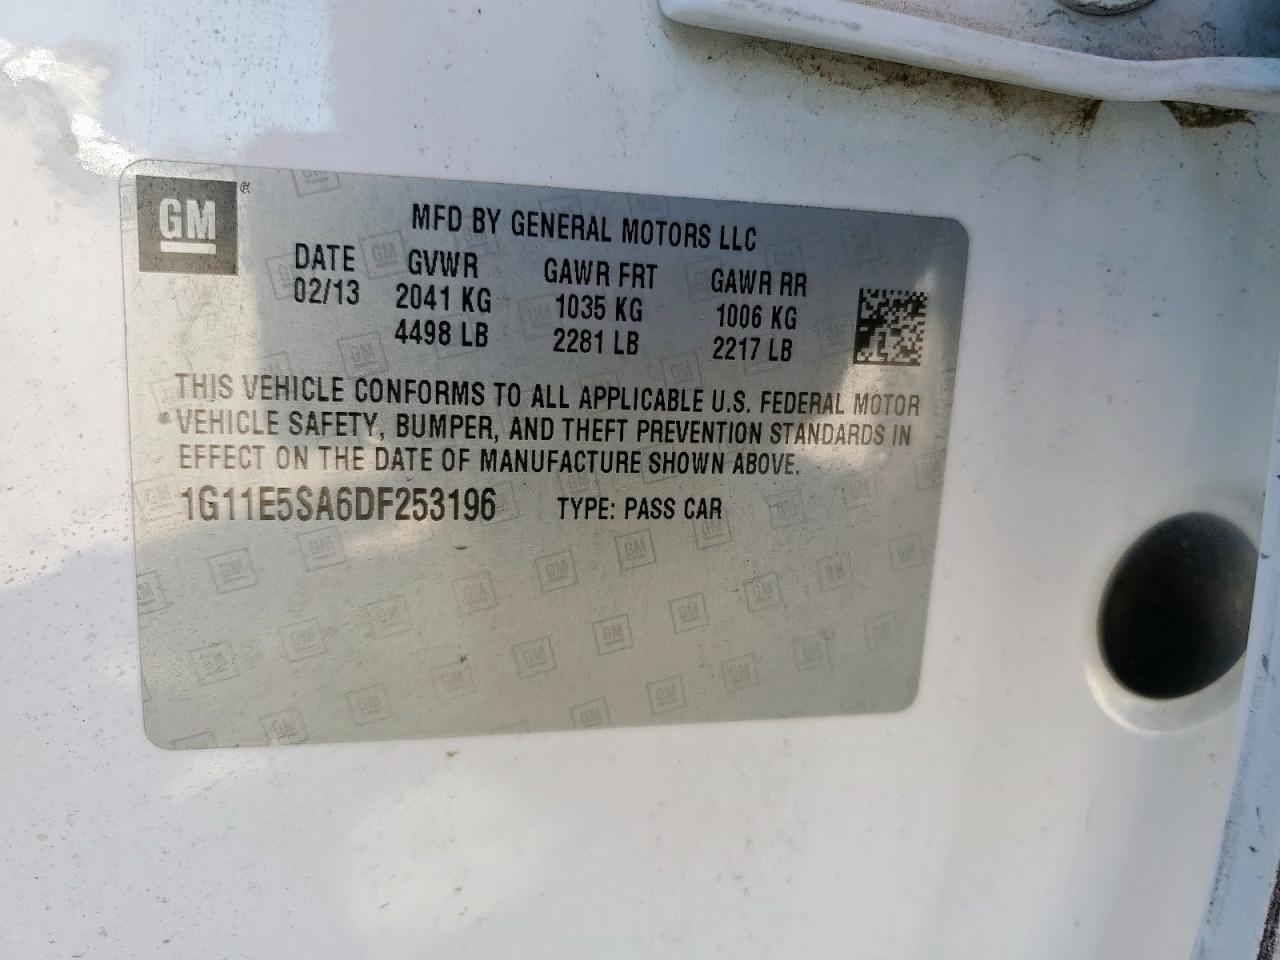 GM
MFD BY GENERAL MOTORS LLC
DATE GVWR GAWR FRT GAWR RR
02/13 2041 KG 1035 KG 1006 KG
4498 LB 2281 LB 2217 LB
THIS VEHICLE CONFORMS TO ALL APPLICABLE U.S. FEDERAL MOTOR
VEHICLE SAFETY, BUMPER, AND THEFT PREVENTION STANDARDS IN
EFFECT ON THE DATE OF MANUFACTURE SHOWN ABOVE.
1G11E5SA6DF253196 TYPE: PASS CAR